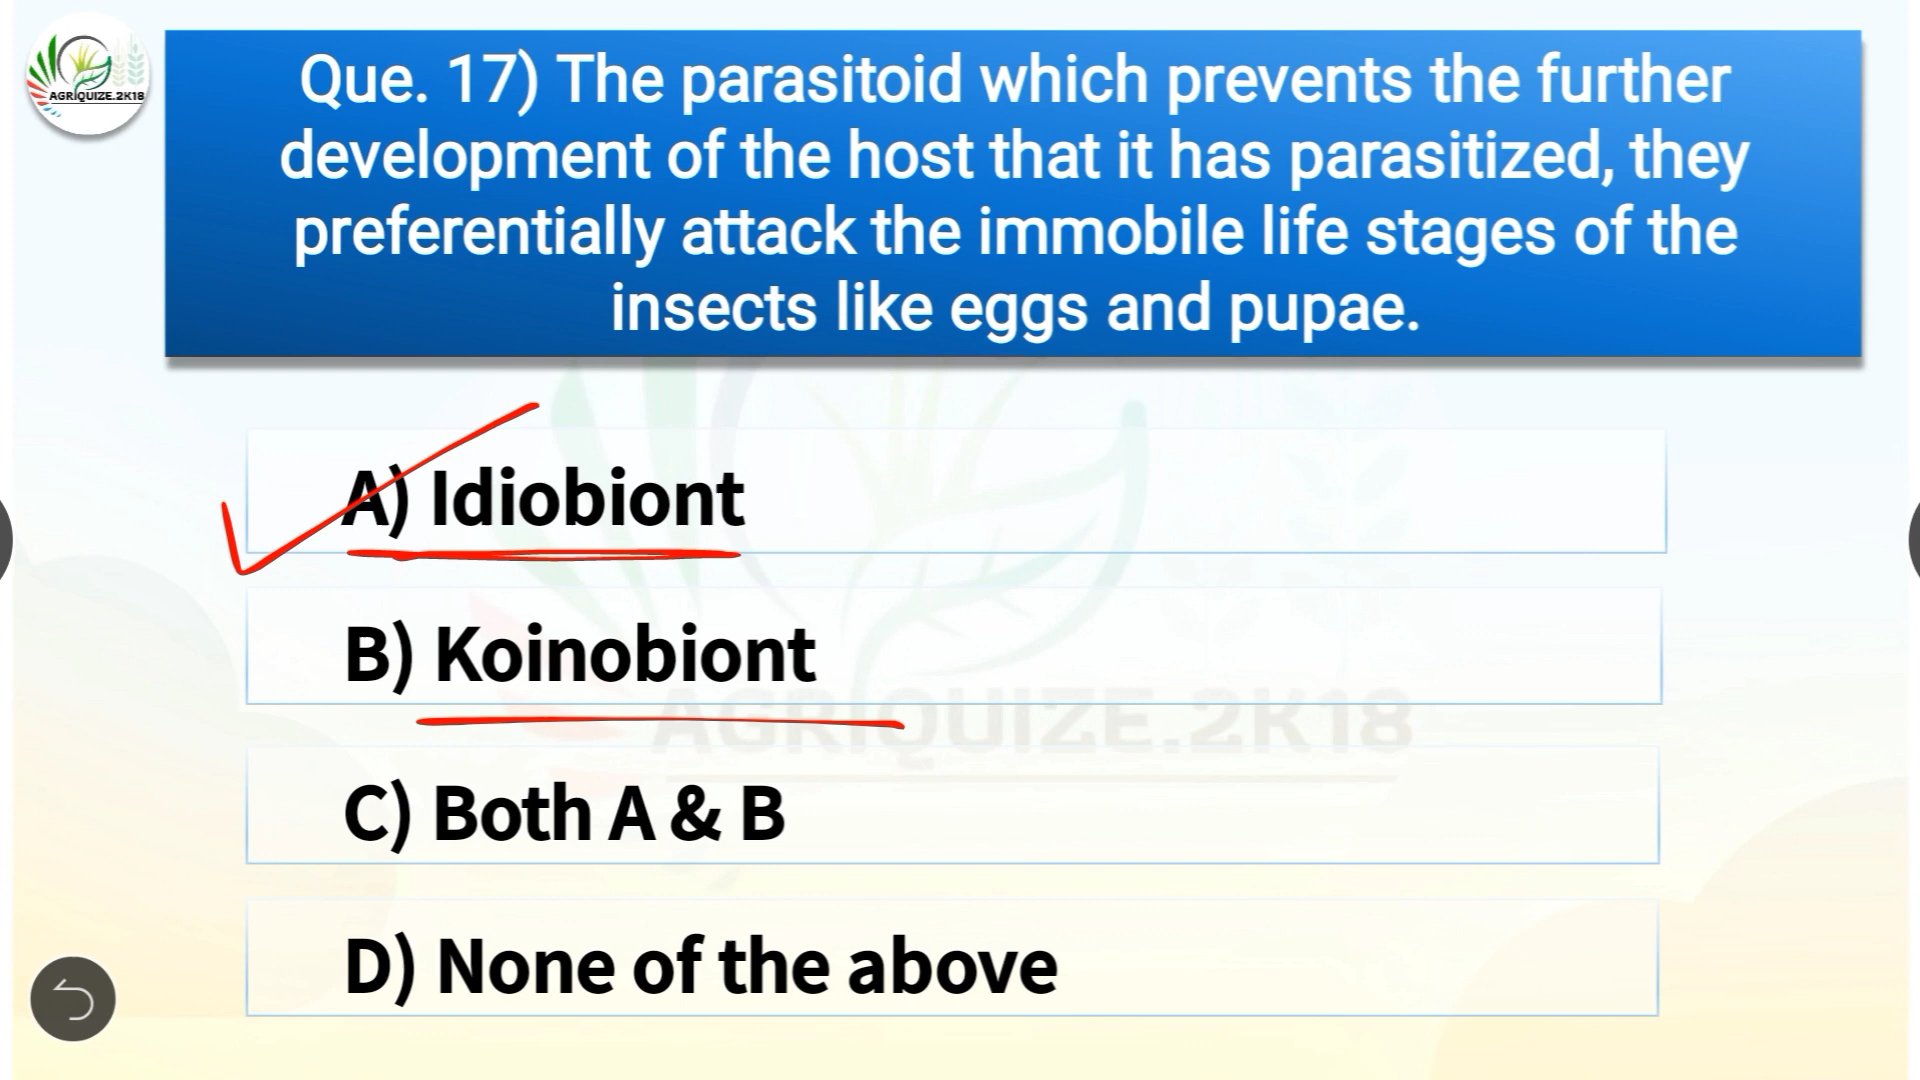 AGRIQUIZE.2K18
Que. 17) The parasitoid which prevents the further
development of the host that it has parasitized, they
preferentially attack the immobile life stages of the
insects like eggs and pupae.
A) Idiobiont
B) Koinobiont
AGRIQUIZE.2K18
C) Both A & B
D) None of the above